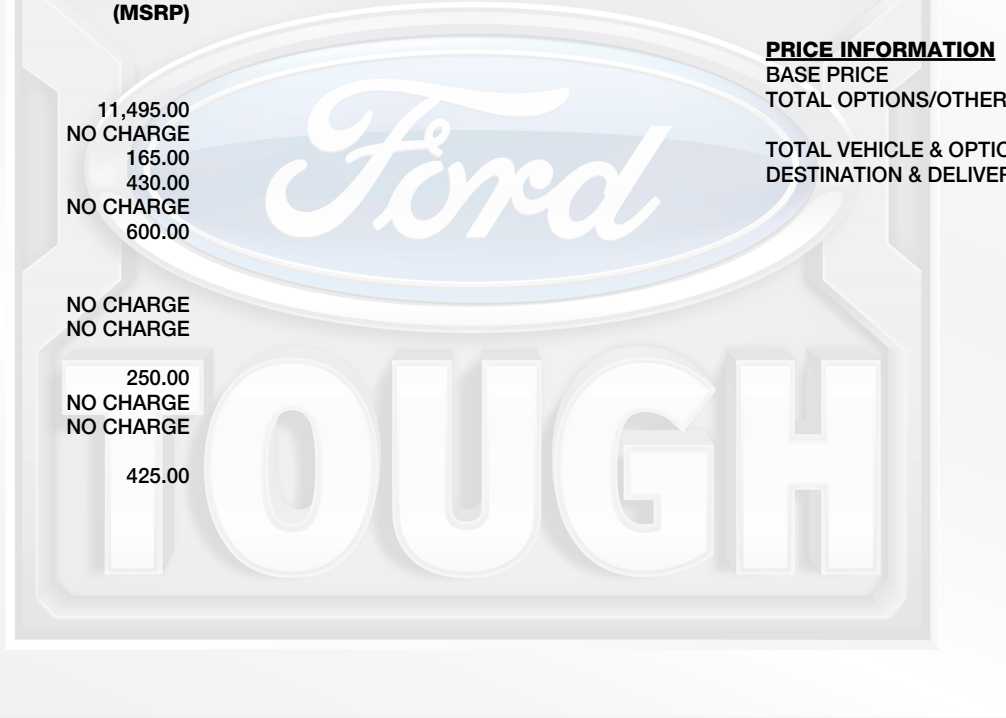 (MSRP)
11,495.00
NO CHARGE
165.00
430.00
NO CHARGE
600.00
NO CHARGE
NO CHARGE
250.00
NO CHARGE
NO CHARGE
425.00
PRICE INFORMATION
BASE PRICE
TOTAL OPTIONS/OTHER
TOTAL VEHICLE & OPTIO
DESTINATION & DELIVER
Ford
TOUGH